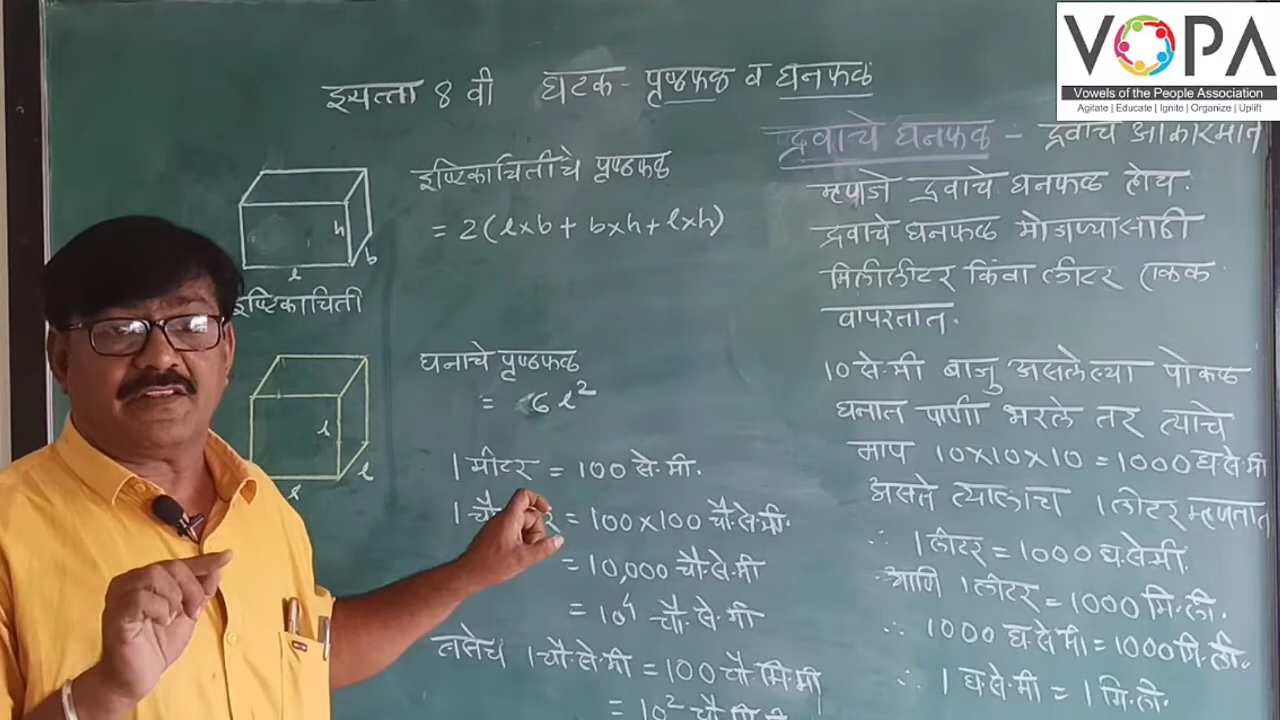 VOPA
Vowels of the People Association
Agitate | Educate | Ignite | Organize | Uplift
इयत्ता 8 वी घटक - पृष्ठफळ व घनफळ
h
b
l
इष्टिकाचिती
इष्टिकाचितीचे पृष्ठफळ
= 2(l×b + b×h + l×h)
l
l
l
घनाचे पृष्ठफळ
= 6l²
1 मीटर = 100 से.मी.
= 100×100 चौ.से.मी.
= 10,000 चौ.से.मी
= 10⁴ चौ.से.मी
तसेच 1 चौ.से.मी = 100 चौ.मि.मी
= 10² चौ.मि.मी
द्रवाचे घनफळ - द्रवाचे आकारमान
म्हणजे द्रवाचे घनफळ होय.
द्रवाचे घनफळ मोजण्यासाठी
मिलीलीटर किंवा लीटर एकक
वापरतात.
10 से.मी बाजु असलेल्या पोकळ
घनात पाणी भरले तर त्याचे
माप 10×10×10 = 1000 घ.से.मी
असते त्यालाच 1 लीटर म्हणतात
∴ 1 लीटर = 1000 घ.से.मी.
आणि 1 लीटर = 1000 मि.ली.
∴ 1000 घ.से.मी = 1000 मि.ली.
∴ 1 घ.से.मी = 1 मि.ली.